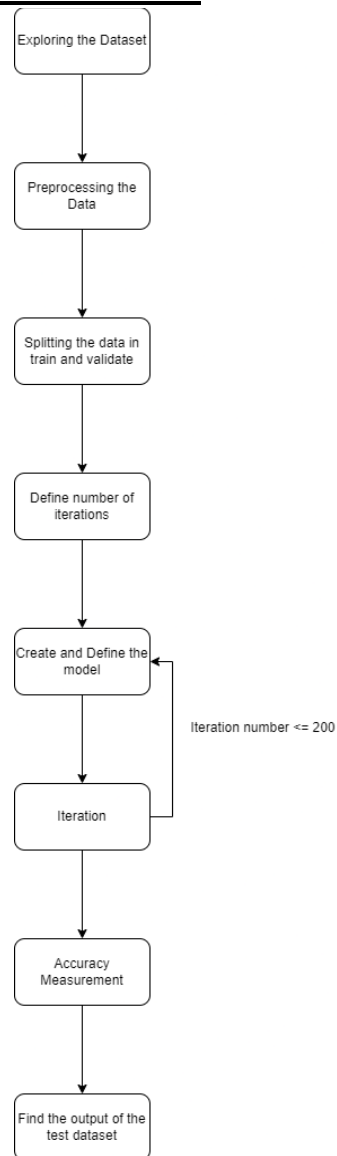 Exploring the Dataset
Preprocessing the
Data
Splitting the data in
train and validate
Define number of
iterations
Create and Define the
model
Iteration number <= 200
Iteration
Accuracy
Measurement
Find the output of the
test dataset